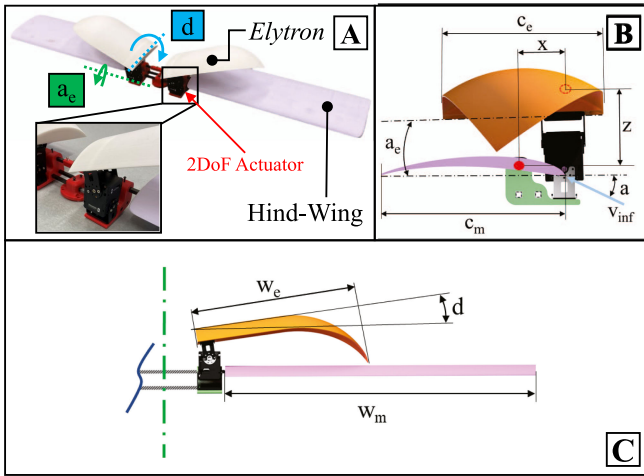 d
Elytron
A
a_e
2DoF Actuator
Hind-Wing
B
c_e
x
z
a_e
a
v_inf
c_m
C
w_e
d
w_m